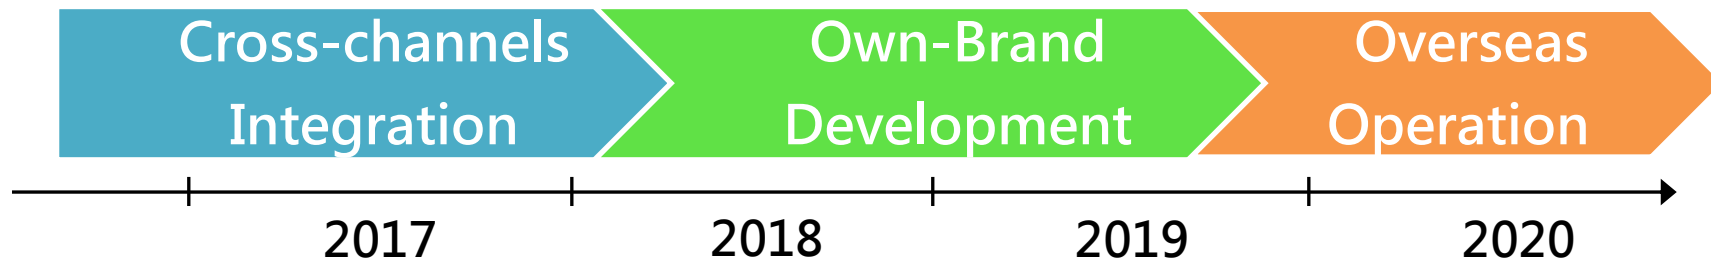 Cross-channels
Integration
Own-Brand
Development
Overseas
Operation
2017
2018
2019
2020